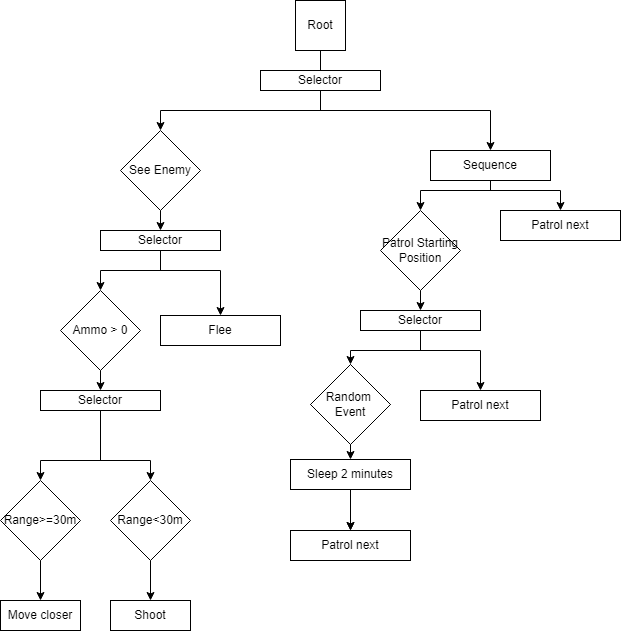 Root
Selector
See Enemy
Sequence
Selector
Patrol next
Patrol Starting
Position
Ammo > 0
Flee
Selector
Selector
Random
Event
Patrol next
Sleep 2 minutes
Range>=30m
Range<30m
Patrol next
Move closer
Shoot